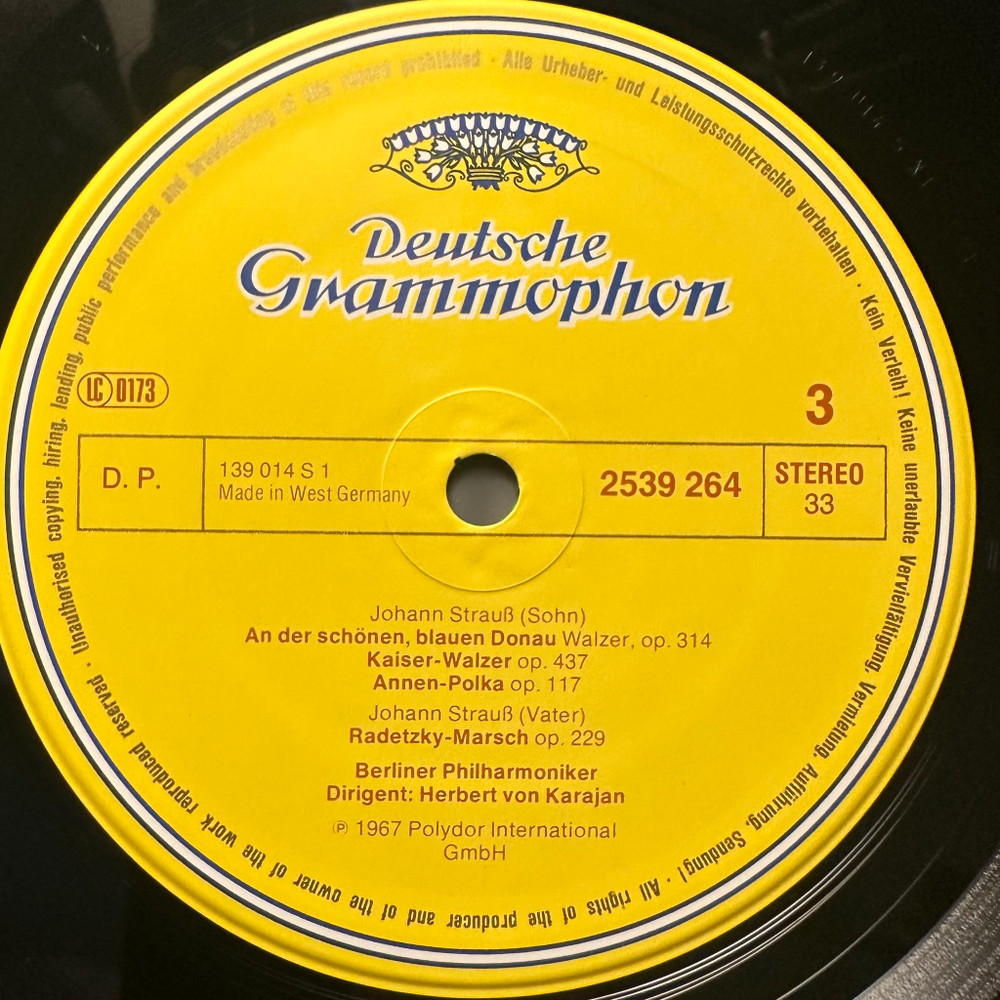 Deutsche
Grammophon
LC 0173
3
D. P.
139 014 S 1
Made in West Germany
2539 264
STEREO
33
Johann Strauß (Sohn)
An der schönen, blauen Donau Walzer, op. 314
Kaiser-Walzer op. 437
Annen-Polka op. 117
Johann Strauß (Vater)
Radetzky-Marsch op. 229
Berliner Philharmoniker
Dirigent: Herbert von Karajan
℗ 1967 Polydor International
GmbH
Alle Urheber- und Leistungsschutzrechte vorbehalten · Kein Verleih! Keine unerlaubte Vervielfältigung, Vermietung, Aufführung, Sendung! · All rights of the producer and of the owner of the work reproduced reserved · Unauthorised copying, hiring, lending, public performance and broadcasting of this record prohibited ·